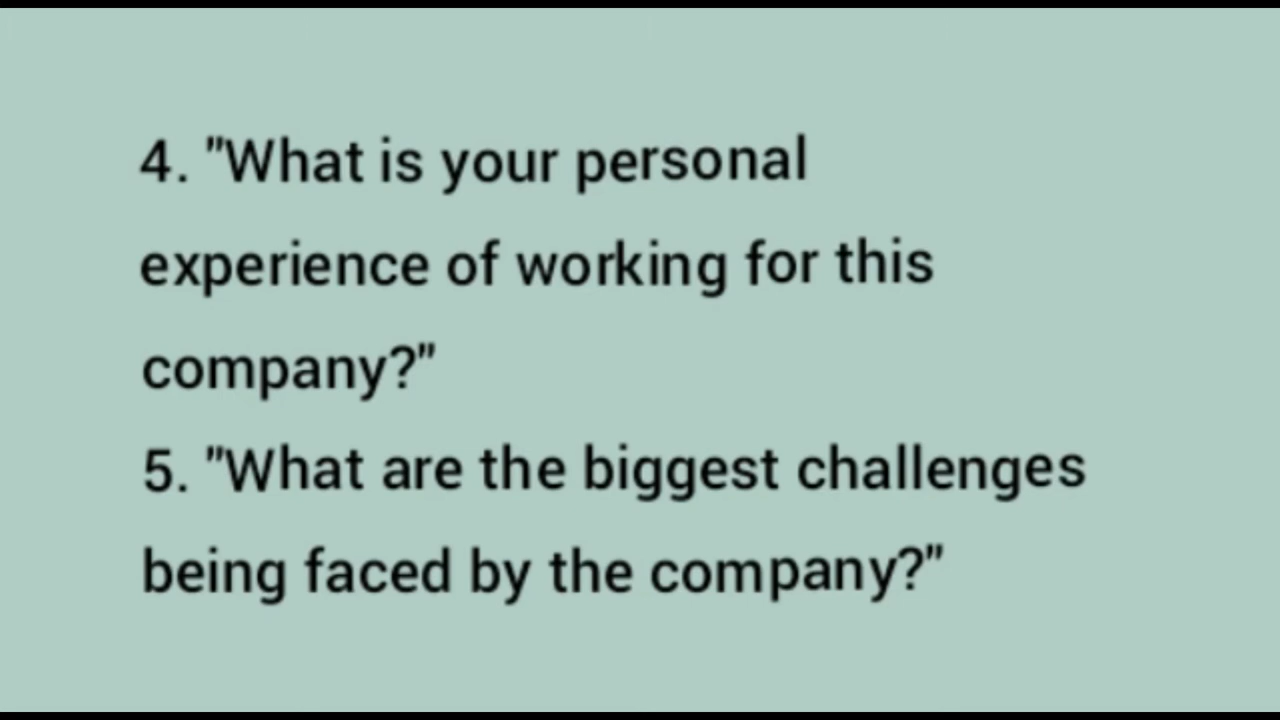 4. "What is your personal
experience of working for this
company?"
5. "What are the biggest challenges
being faced by the company?"